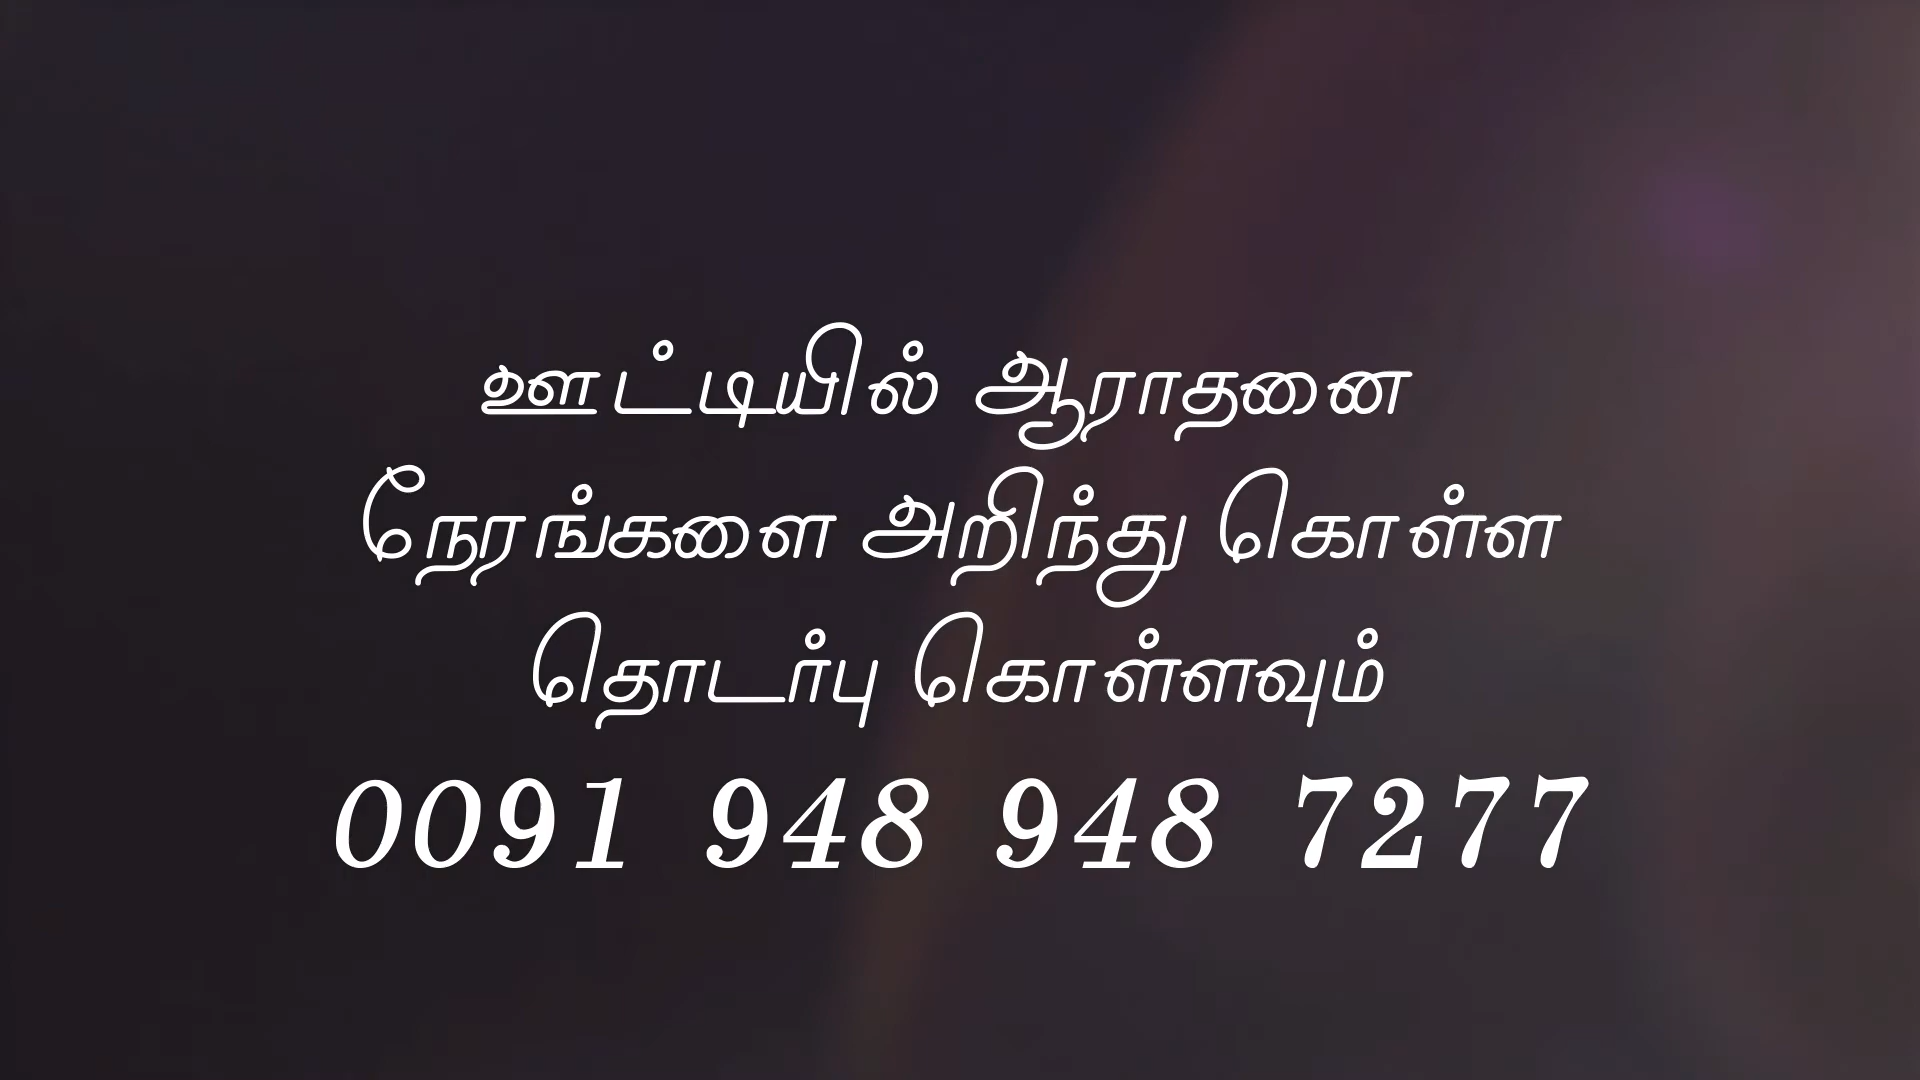 ஊட்டியில் ஆராதனை
நேரங்களை அறிந்து கொள்ள
தொடர்பு கொள்ளவும்
0091 948 948 7277